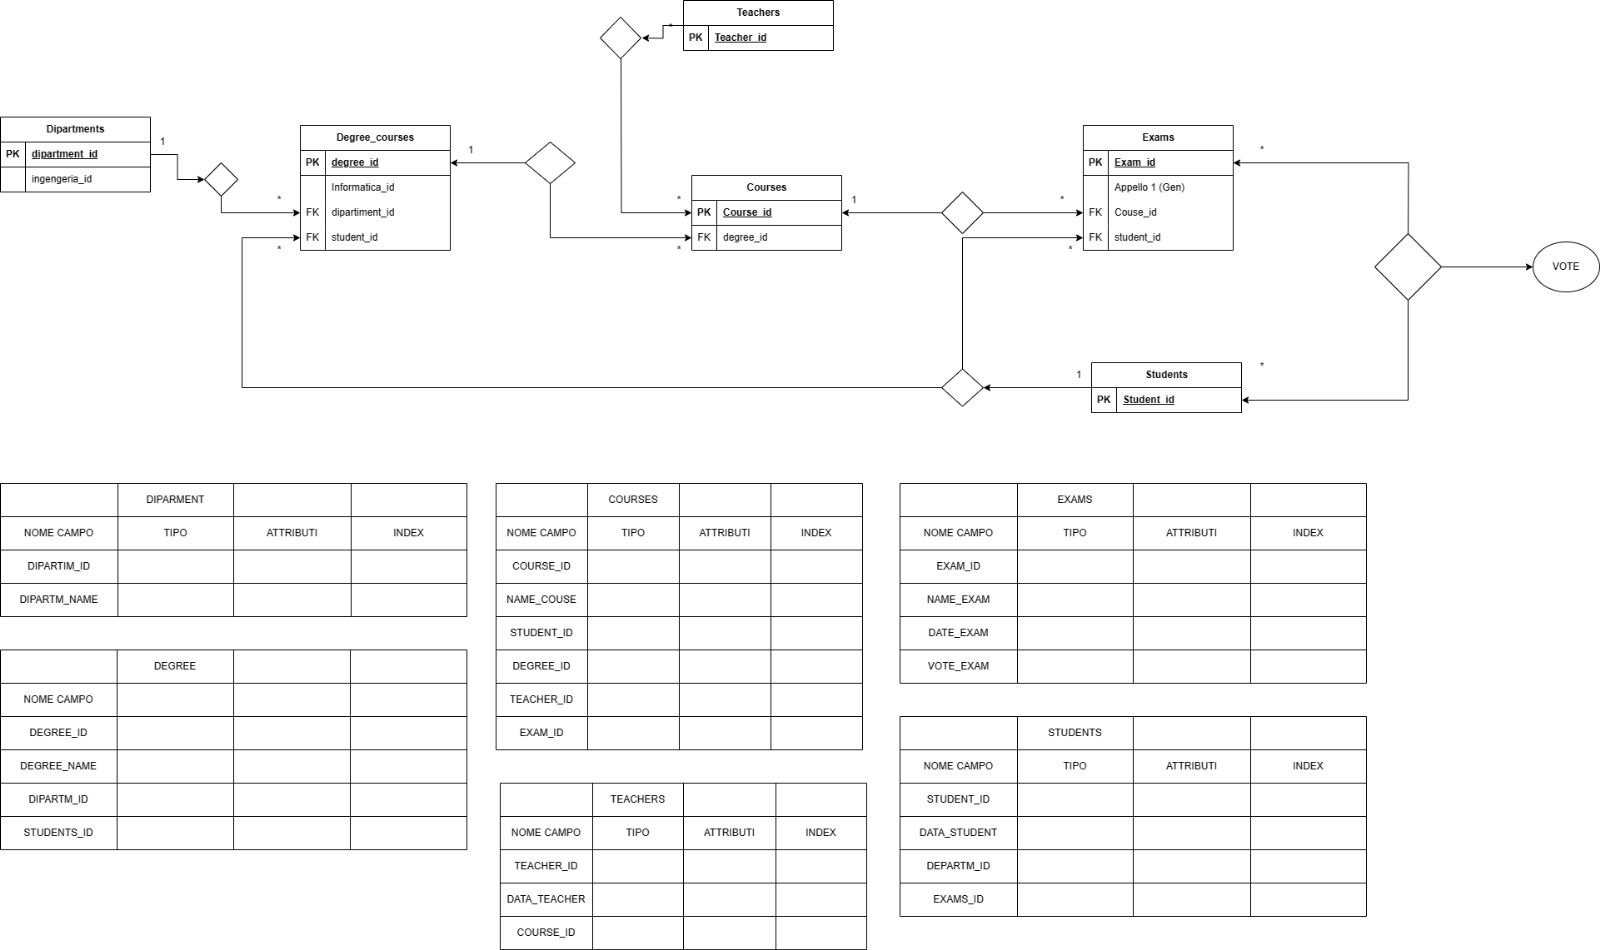 Teachers
PK Teacher_id
*
Dipartments
PK dipartment_id
ingengeria_id
1
*
Degree_courses
PK degree_id
Informatica_id
FK dipartiment_id
FK student_id
*
1
*
*
Courses
PK Course_id
FK degree_id
1
*
*
Exams
PK Exam_id
Appello 1 (Gen)
FK Couse_id
FK student_id
*
VOTE
Students
PK Student_id
1
*
DIPARMENT
NOME CAMPO TIPO ATTRIBUTI INDEX
DIPARTIM_ID
DIPARTM_NAME
DEGREE
NOME CAMPO
DEGREE_ID
DEGREE_NAME
DIPARTM_ID
STUDENTS_ID
COURSES
NOME CAMPO TIPO ATTRIBUTI INDEX
COURSE_ID
NAME_COUSE
STUDENT_ID
DEGREE_ID
TEACHER_ID
EXAM_ID
TEACHERS
NOME CAMPO TIPO ATTRIBUTI INDEX
TEACHER_ID
DATA_TEACHER
COURSE_ID
EXAMS
NOME CAMPO TIPO ATTRIBUTI INDEX
EXAM_ID
NAME_EXAM
DATE_EXAM
VOTE_EXAM
STUDENTS
NOME CAMPO TIPO ATTRIBUTI INDEX
STUDENT_ID
DATA_STUDENT
DEPARTM_ID
EXAMS_ID